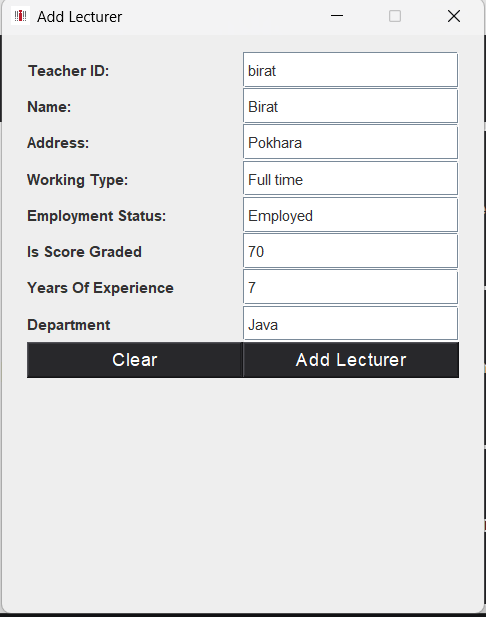 Add Lecturer
Teacher ID: birat
Name: Birat
Address: Pokhara
Working Type: Full time
Employment Status: Employed
Is Score Graded 70
Years Of Experience 7
Department Java
Clear Add Lecturer